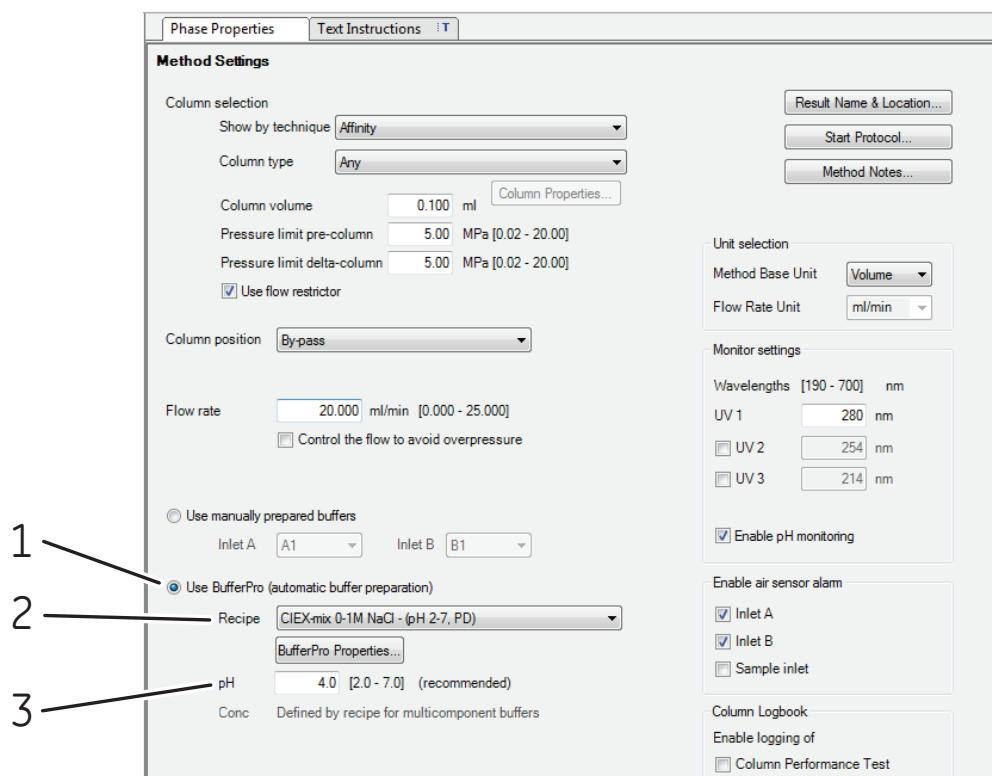 Phase Properties Text Instructions T
Method Settings
Column selection
Result Name & Location...
Show by technique Affinity
Start Protocol...
Column type Any
Method Notes...
Column Properties...
Column volume 0.100 ml
Pressure limit pre-column 5.00 MPa [0.02 - 20.00]
Unit selection
Pressure limit delta-column 5.00 MPa [0.02 - 20.00]
Method Base Unit Volume
Use flow restrictor
Flow Rate Unit ml/min
Column position By-pass
Monitor settings
Wavelengths [190 - 700] nm
Flow rate 20.000 ml/min [0.000 - 25.000]
UV 1 280 nm
Control the flow to avoid overpressure
UV 2 254 nm
UV 3 214 nm
Use manually prepared buffers
Enable pH monitoring
Inlet A A1 Inlet B B1
1
Use BufferPro (automatic buffer preparation)
Enable air sensor alarm
2
Recipe CIEX-mix 0-1M NaCl - (pH 2-7, PD)
Inlet A
BufferPro Properties...
Inlet B
Sample inlet
3
pH 4.0 [2.0 - 7.0] (recommended)
Conc Defined by recipe for multicomponent buffers
Column Logbook
Enable logging of
Column Performance Test